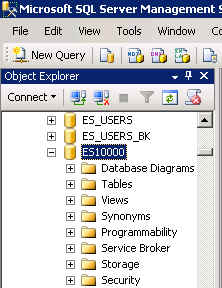 Microsoft SQL Server Management S
File Edit View Tools Window
New Query
Object Explorer
Connect
ES_USERS
ES_USERS_BK
ES10000
Database Diagrams
Tables
Views
Synonyms
Programmability
Service Broker
Storage
Security